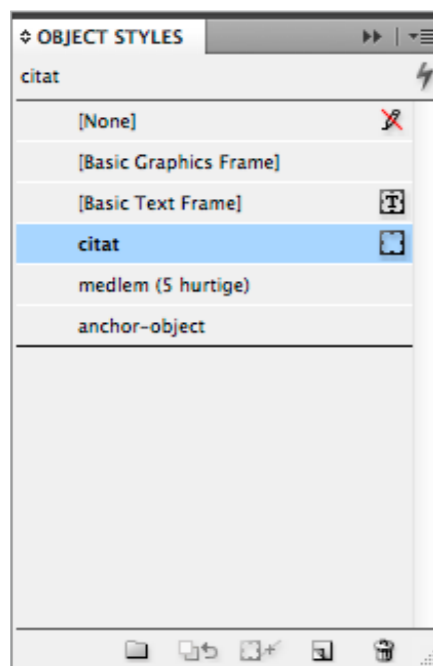 OBJECT STYLES
citat
[None]
[Basic Graphics Frame]
[Basic Text Frame]
citat
medlem (5 hurtige)
anchor-object